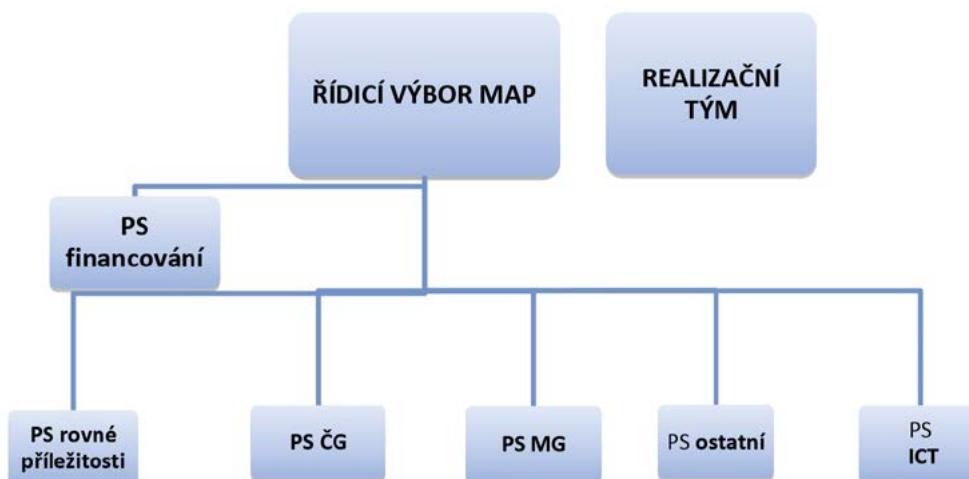 ŘÍDICÍ VÝBOR MAP
REALIZAČNÍ
TÝM
PS
financování
PS rovné
příležitosti
PS ČG
PS MG
PS ostatní
PS
ICT